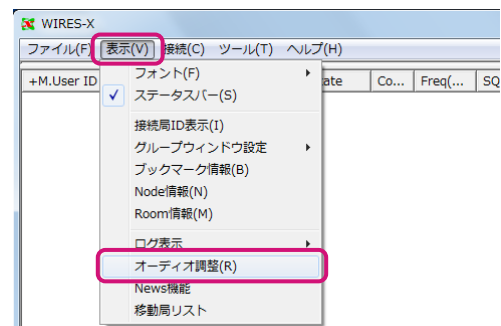 WIRES-X
ファイル(F) 表示(V) 接続(C) ツール(T) ヘルプ(H)
+M.User ID ate Co... Freq(... SQ
フォント(F)
ステータスバー(S)
接続局ID表示(I)
グループウィンドウ設定
ブックマーク情報(B)
Node情報(N)
Room情報(M)
ログ表示
オーディオ調整(R)
News機能
移動局リスト